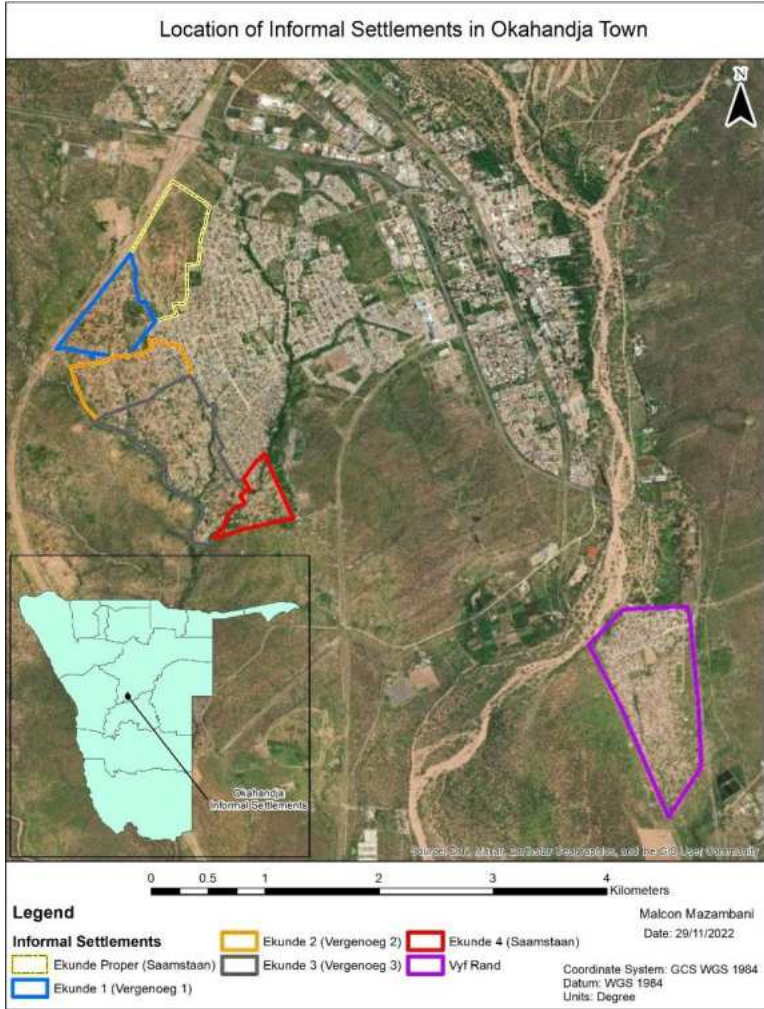 Location of Informal Settlements in Okahandja Town
N
Okahandja
Informal Settlements
Source: Esri, Maxar, Earthstar Geographics, and the GIS User Community
0 0.5 1 2 3 4
Kilometers
Legend
Informal Settlements
Ekunde Proper (Saamstaan)
Ekunde 1 (Vergenoeg 1)
Ekunde 2 (Vergenoeg 2)
Ekunde 3 (Vergenoeg 3)
Ekunde 4 (Saamstaan)
Vyf Rand
Malcon Mazambani
Date: 29/11/2022
Coordinate System: GCS WGS 1984
Datum: WGS 1984
Units: Degree